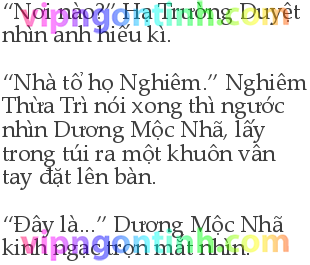 “Nơi nào?” Hạ Trường Duyệt
nhìn anh hiếu kì.
“Nhà tổ họ Nghiêm.” Nghiêm
Thừa Trì nói xong thì ngước
nhìn Dương Mộc Nhã, lấy
trong túi ra một khuôn vân
tay đặt lên bàn.
“Đây là...” Dương Mộc Nhã
kinh ngạc trợn mắt nhìn.
vipngontinh.com
vipngontinh.com